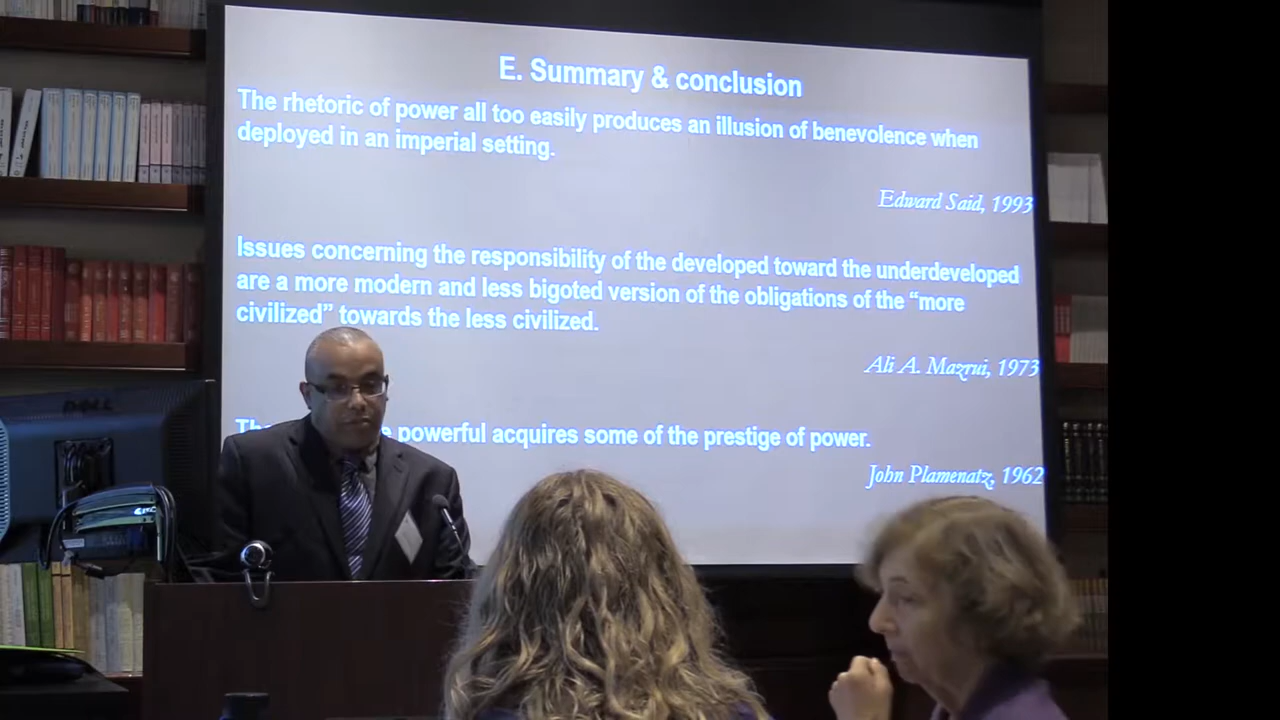 E. Summary & conclusion
The rhetoric of power all too easily produces an illusion of benevolence when
deployed in an imperial setting.
Edward Said, 1993
Issues concerning the responsibility of the developed toward the underdeveloped
are a more modern and less bigoted version of the obligations of the “more
civilized” towards the less civilized.
Ali A. Mazrui, 1973
powerful acquires some of the prestige of power.
John Plamenatz, 1962
DELL